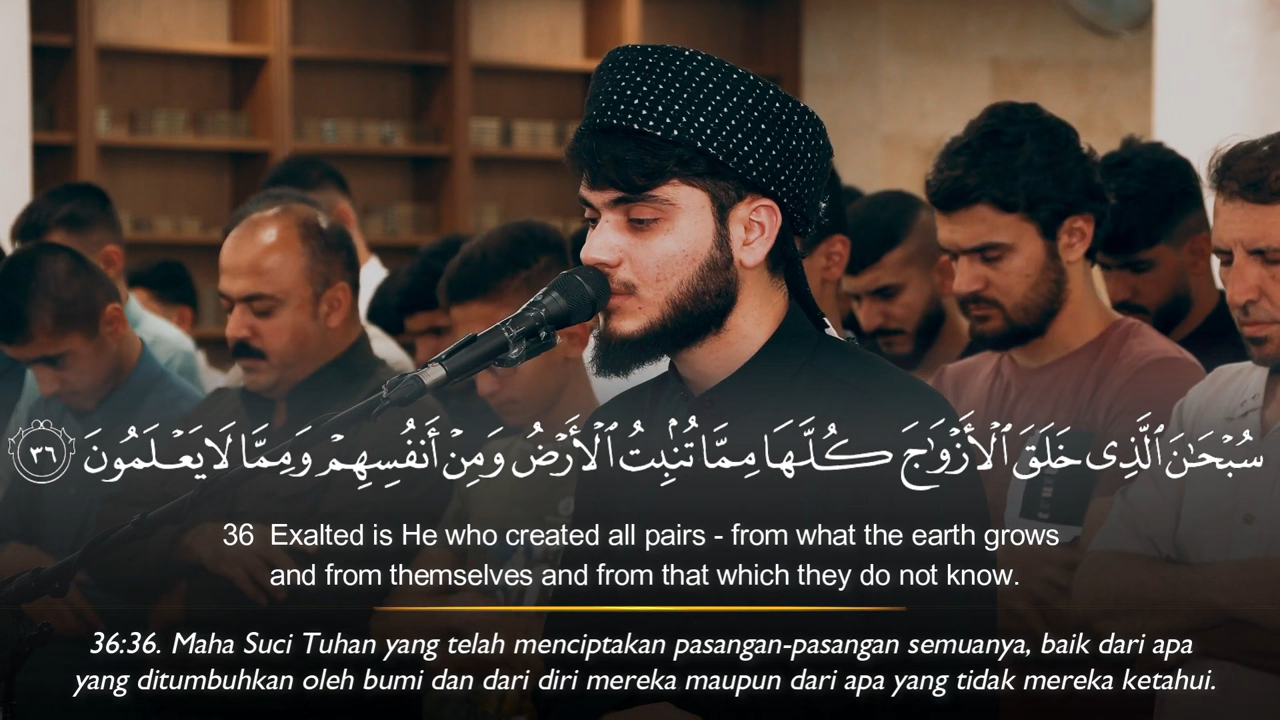 سُبْحَـٰنَ ٱلَّذِى خَلَقَ ٱلْأَزْوَٰجَ كُلَّهَا مِمَّا تُنۢبِتُ ٱلْأَرْضُ وَمِنْ أَنفُسِهِمْ وَمِمَّا لَا يَعْلَمُونَ ٣٦
36 Exalted is He who created all pairs - from what the earth grows
and from themselves and from that which they do not know.
36:36. Maha Suci Tuhan yang telah menciptakan pasangan-pasangan semuanya, baik dari apa
yang ditumbuhkan oleh bumi dan dari diri mereka maupun dari apa yang tidak mereka ketahui.